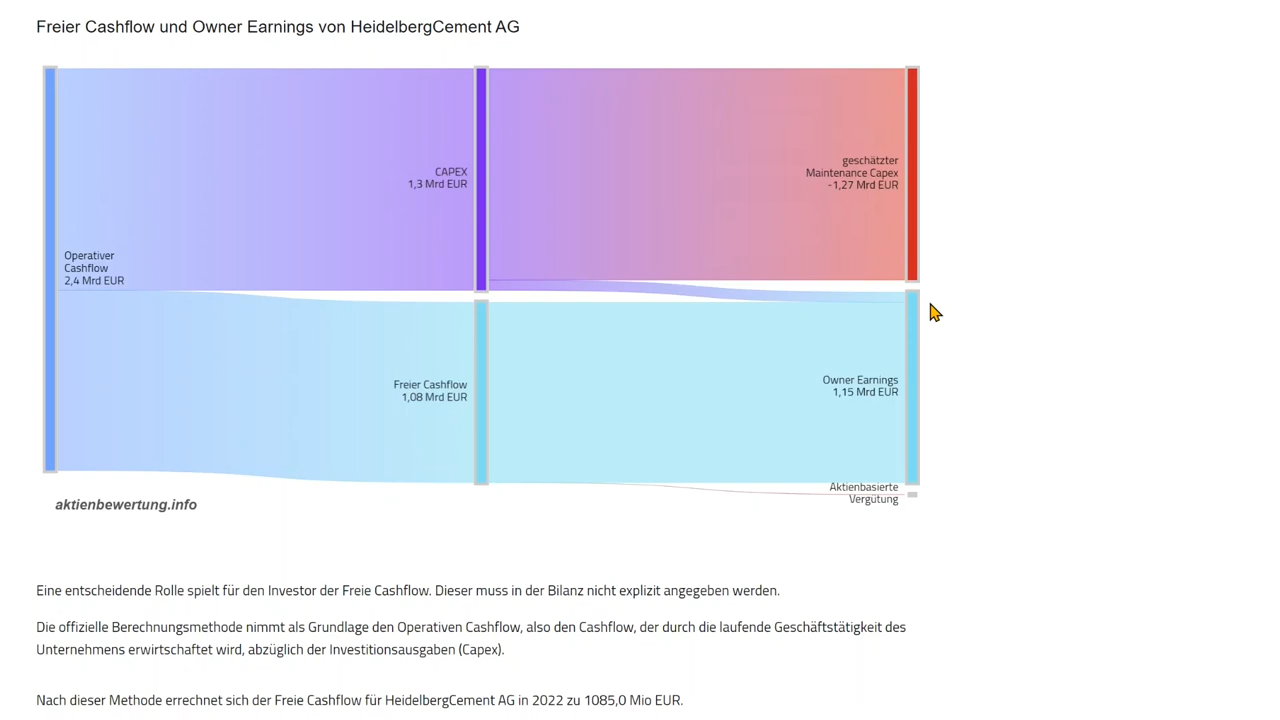 Freier Cashflow und Owner Earnings von HeidelbergCement AG
CAPEX
1,3 Mrd EUR
geschätzter
Maintenance Capex
-1,27 Mrd EUR
Operativer
Cashflow
2,4 Mrd EUR
Freier Cashflow
1,08 Mrd EUR
Owner Earnings
1,15 Mrd EUR
Aktienbasierte
Vergütung
aktienbewertung.info
Eine entscheidende Rolle spielt für den Investor der Freie Cashflow. Dieser muss in der Bilanz nicht explizit angegeben werden.
Die offizielle Berechnungsmethode nimmt als Grundlage den Operativen Cashflow, also den Cashflow, der durch die laufende Geschäftstätigkeit des
Unternehmens erwirtschaftet wird, abzüglich der Investitionsausgaben (Capex).
Nach dieser Methode errechnet sich der Freie Cashflow für HeidelbergCement AG in 2022 zu 1085,0 Mio EUR.